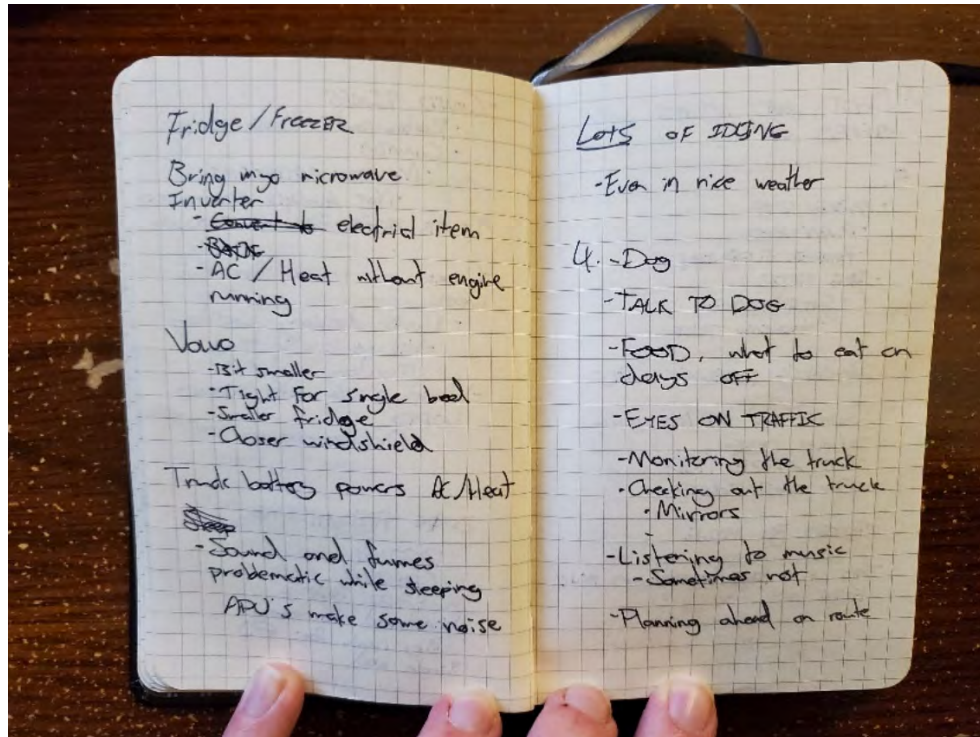 Fridge/FREEZER
Bring myo microwave
Inverter
- Convert to electrical item
- AC / Heat without engine
running
Volvo
-Bit smaller
-Tight for single bed
-Smaller fridge
-Closer windshield
Truck battery powers AC/Heat
Sleep
-Sound and fumes
problematic while sleeping
APU's make some noise
LOTS OF IDLING
-Even in nice weather
4. -Dog
-TALK TO DOG
-FOOD, what to eat on
days OFF
-EYES ON TRAFFIC
-Monitoring the truck
-Checking out the truck
-Mirrors
-Listening to music
-Sometimes not
-Planning ahead on route